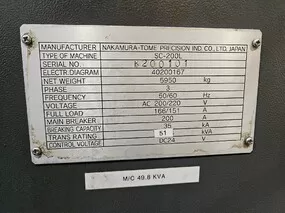 MANUFACTURER NAKAMURA-TOME PRECISION IND. CO., LTD. JAPAN
TYPE OF MACHINE SC-200L
SERIAL NO. B200101
ELECTR.DIAGRAM 40200167
WEIGHT 5950 kg
PHASE 3
FREQUENCY 50/60 Hz
VOLTAGE AC 200/220 V
FULL LOAD 166/151 A
MAIN BREAKER 200 A
BREAKING CAPACITY 35 kA
TRANS RATING 51 kVA
CONTROL VOLTAGE DC24 V
M/C 49.8 KVA